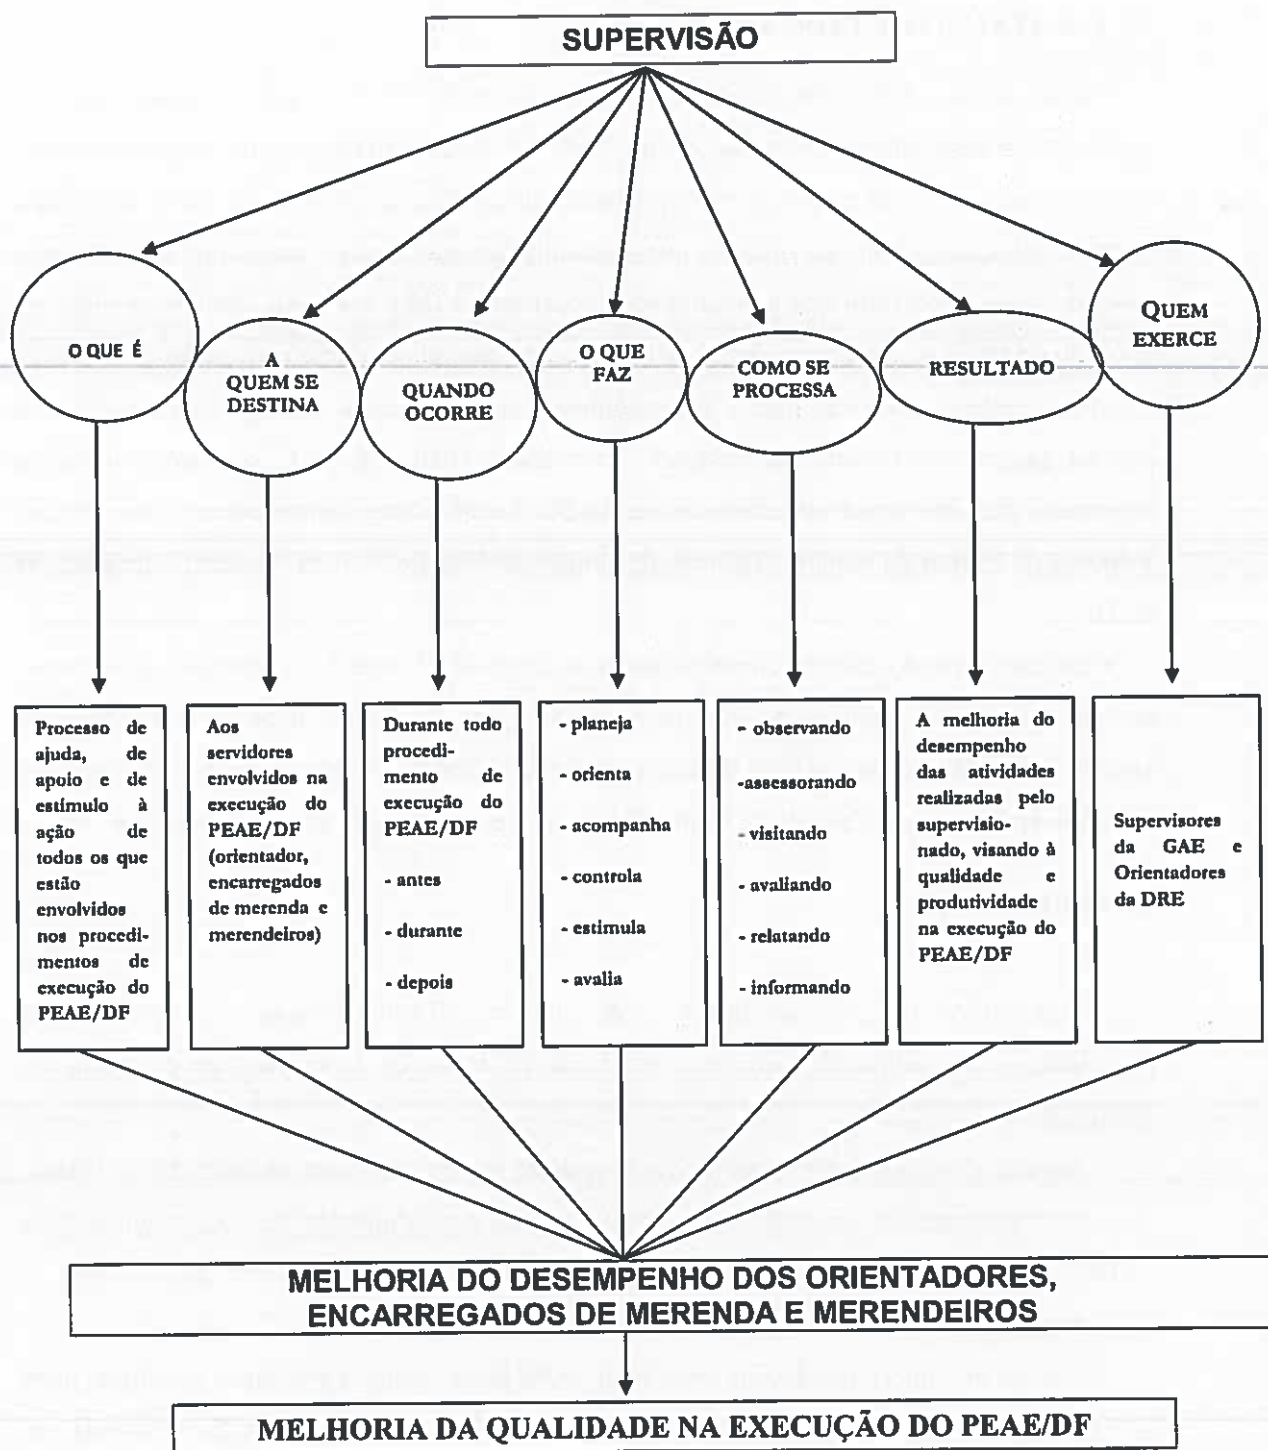 SUPERVISÃO
O QUE É
A
QUEM SE
DESTINA
QUANDO
OCORRE
O QUE
FAZ
COMO SE
PROCESSA
RESULTADO
QUEM
EXERCE
Processo de
ajuda, de
apoio e de
estímulo à
ação de
todos os que
estão
envolvidos
nos procedi-
mentos de
execução do
PEAE/DF
Aos
servidores
envolvidos na
execução do
PEAE/DF
(orientador,
encarregados
de merenda e
merendeiros)
Durante todo
procedi-
mento de
execução do
PEAE/DF
- antes
- durante
- depois
- planeja
- orienta
- acompanha
- controla
- estimula
- avalia
- observando
-assessorando
- visitando
- avaliando
- relatando
- informando
A melhoria do
desempenho
das atividades
realizadas pelo
supervisio-
nado, visando à
qualidade e
produtividade
na execução do
PEAE/DF
Supervisores
da GAE e
Orientadores
da DRE
MELHORIA DO DESEMPENHO DOS ORIENTADORES,
ENCARREGADOS DE MERENDA E MERENDEIROS
MELHORIA DA QUALIDADE NA EXECUÇÃO DO PEAE/DF